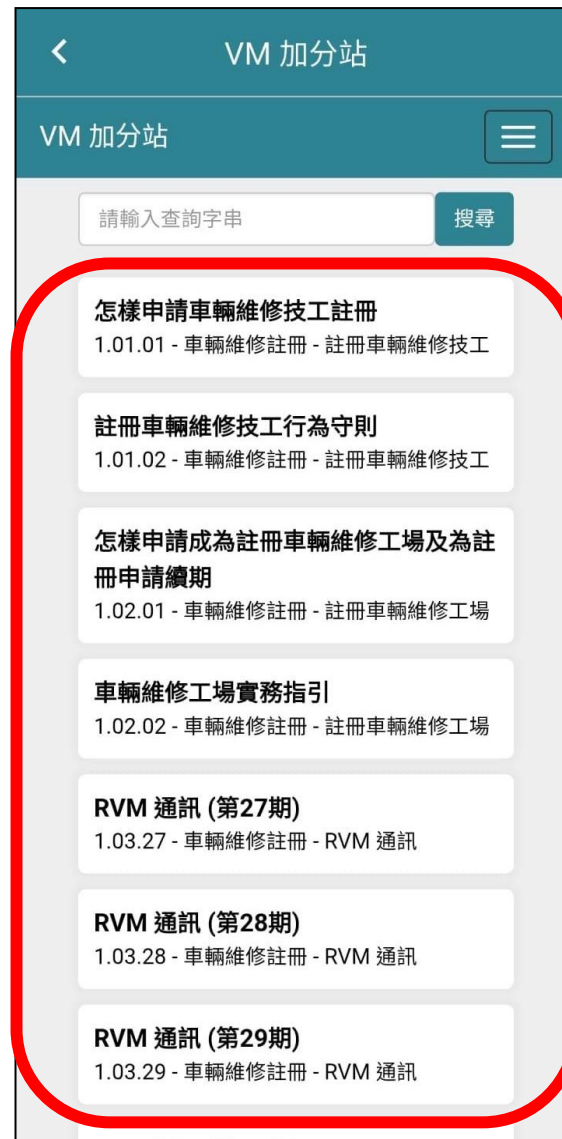 VM 加分站
VM 加分站
請輸入查詢字串
搜尋
怎樣申請車輛維修技工註冊
1.01.01 - 車輛維修註冊 - 註冊車輛維修技工
註冊車輛維修技工行為守則
1.01.02 - 車輛維修註冊 - 註冊車輛維修技工
怎樣申請成為註冊車輛維修工場及為註
冊申請續期
1.02.01 - 車輛維修註冊 - 註冊車輛維修工場
車輛維修工場實務指引
1.02.02 - 車輛維修註冊 - 註冊車輛維修工場
RVM 通訊 (第27期)
1.03.27 - 車輛維修註冊 - RVM 通訊
RVM 通訊 (第28期)
1.03.28 - 車輛維修註冊 - RVM 通訊
RVM 通訊 (第29期)
1.03.29 - 車輛維修註冊 - RVM 通訊